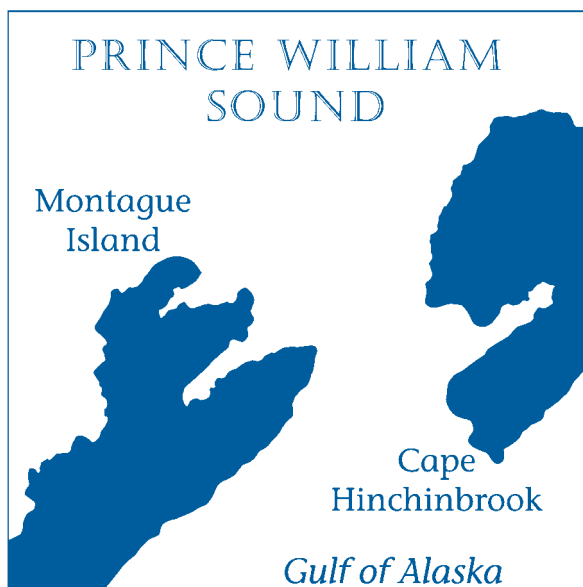 PRINCE WILLIAM
SOUND
Montague
Island
Cape
Hinchinbrook
Gulf of Alaska